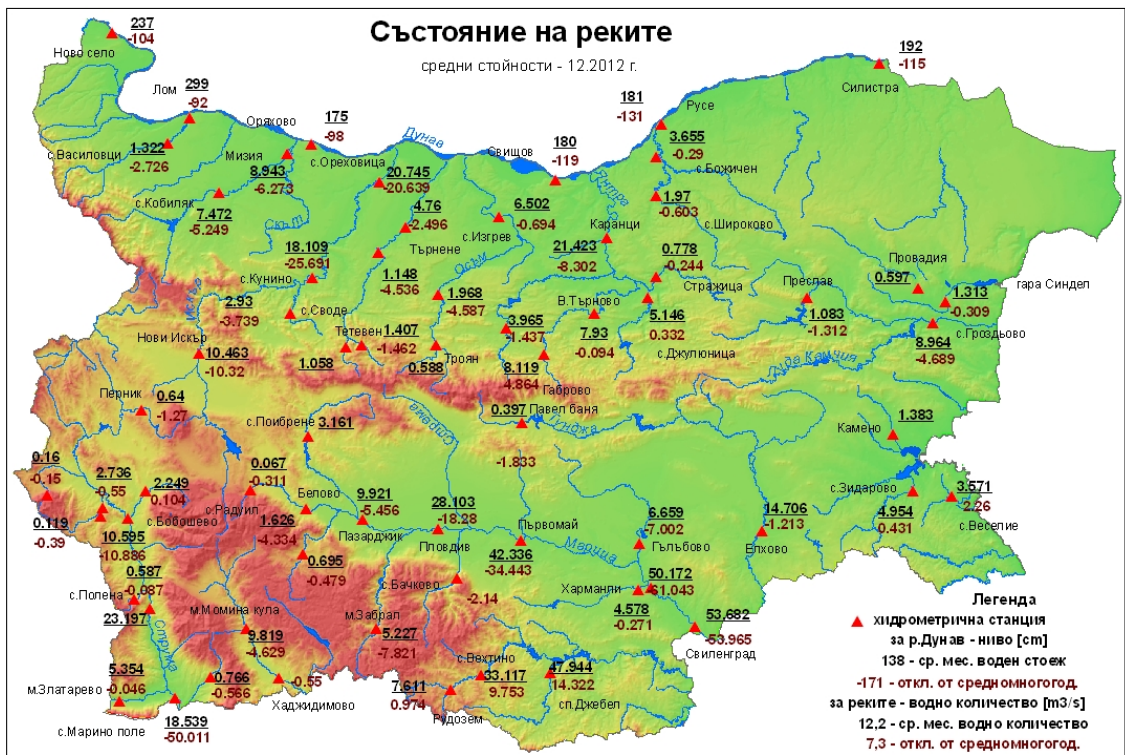 Състояние на реките
средни стойности - 12.2012 г.
237
-104
Ново село
192
-115
Силистра
Лом
299
-92
Оряхово
175
-98
181
-131
Русе
с.Василовци
1.322
-2.726
Мизия
8.943
-6.273
с.Ореховица
Дунав
Свищов
180
-119
3.655
-0.29
с.Божичен
20.745
-20.639
Янтра
с.Кобиляк
7.472
-5.249
Скът
4.76
-2.496
6.502
-0.694
с.Изгрев
Каранци
1.97
-0.603
с.Широково
18.109
-25.691
Търнене
Осъм
21.423
-8.302
0.778
-0.244
Стражица
Преслав
Провадия
0.597
гара Синдел
с.Кунино
1.148
-4.536
1.968
-4.587
В.Търново
1.313
-0.309
Искър
2.93
-3.739
с.Своде
3.965
-1.437
7.93
-0.094
5.146
0.332
с.Джулюница
1.083
-1.312
с.Гроздьово
8.964
-4.689
Нови Искър
10.463
-10.32
Тетевен
1.407
-1.462
1.058
Троян
0.588
8.119
4.864
Габрово
Луда Камчия
Перник
0.64
-1.27
с.Поибрене
3.161
Стряма
0.397
Павел баня
Тунджа
-1.833
Камено
1.383
0.16
-0.15
2.736
-0.55
2.249
0.104
0.067
-0.311
с.Радуил
Белово
9.921
-5.456
28.103
-18.28
Първомай
6.659
-7.002
14.706
-1.213
с.Зидарово
4.954
0.431
3.571
2.26
с.Веселие
0.119
-0.39
с.Бобошево
10.595
-10.886
1.626
-4.334
Пазарджик
Пловдив
42.336
-34.443
Марица
Гълъбово
Елхово
0.587
-0.087
0.695
-0.479
с.Бачково
-2.14
Харманли
50.172
-61.043
с.Полена
23.197
м.Момина кула
м.Забрал
4.578
-0.271
53.682
-53.965
Свиленград
Струма
9.819
-4.629
5.227
-7.821
с.Вехтино
5.354
-0.046
м.Златарево
0.766
-0.566
-0.55
Хаджидимово
7.611
0.974
Рудозем
33.117
9.753
47.944
14.322
сп.Джебел
18.539
-50.011
с.Марино поле
Легенда
хидрометрична станция
за р.Дунав - ниво [cm]
138 - ср. мес. воден стоеж
-171 - откл. от средномногогод.
за реките - водно количество [m3/s]
12,2 - ср. мес. водно количество
7,3 - откл. от средномногогод.